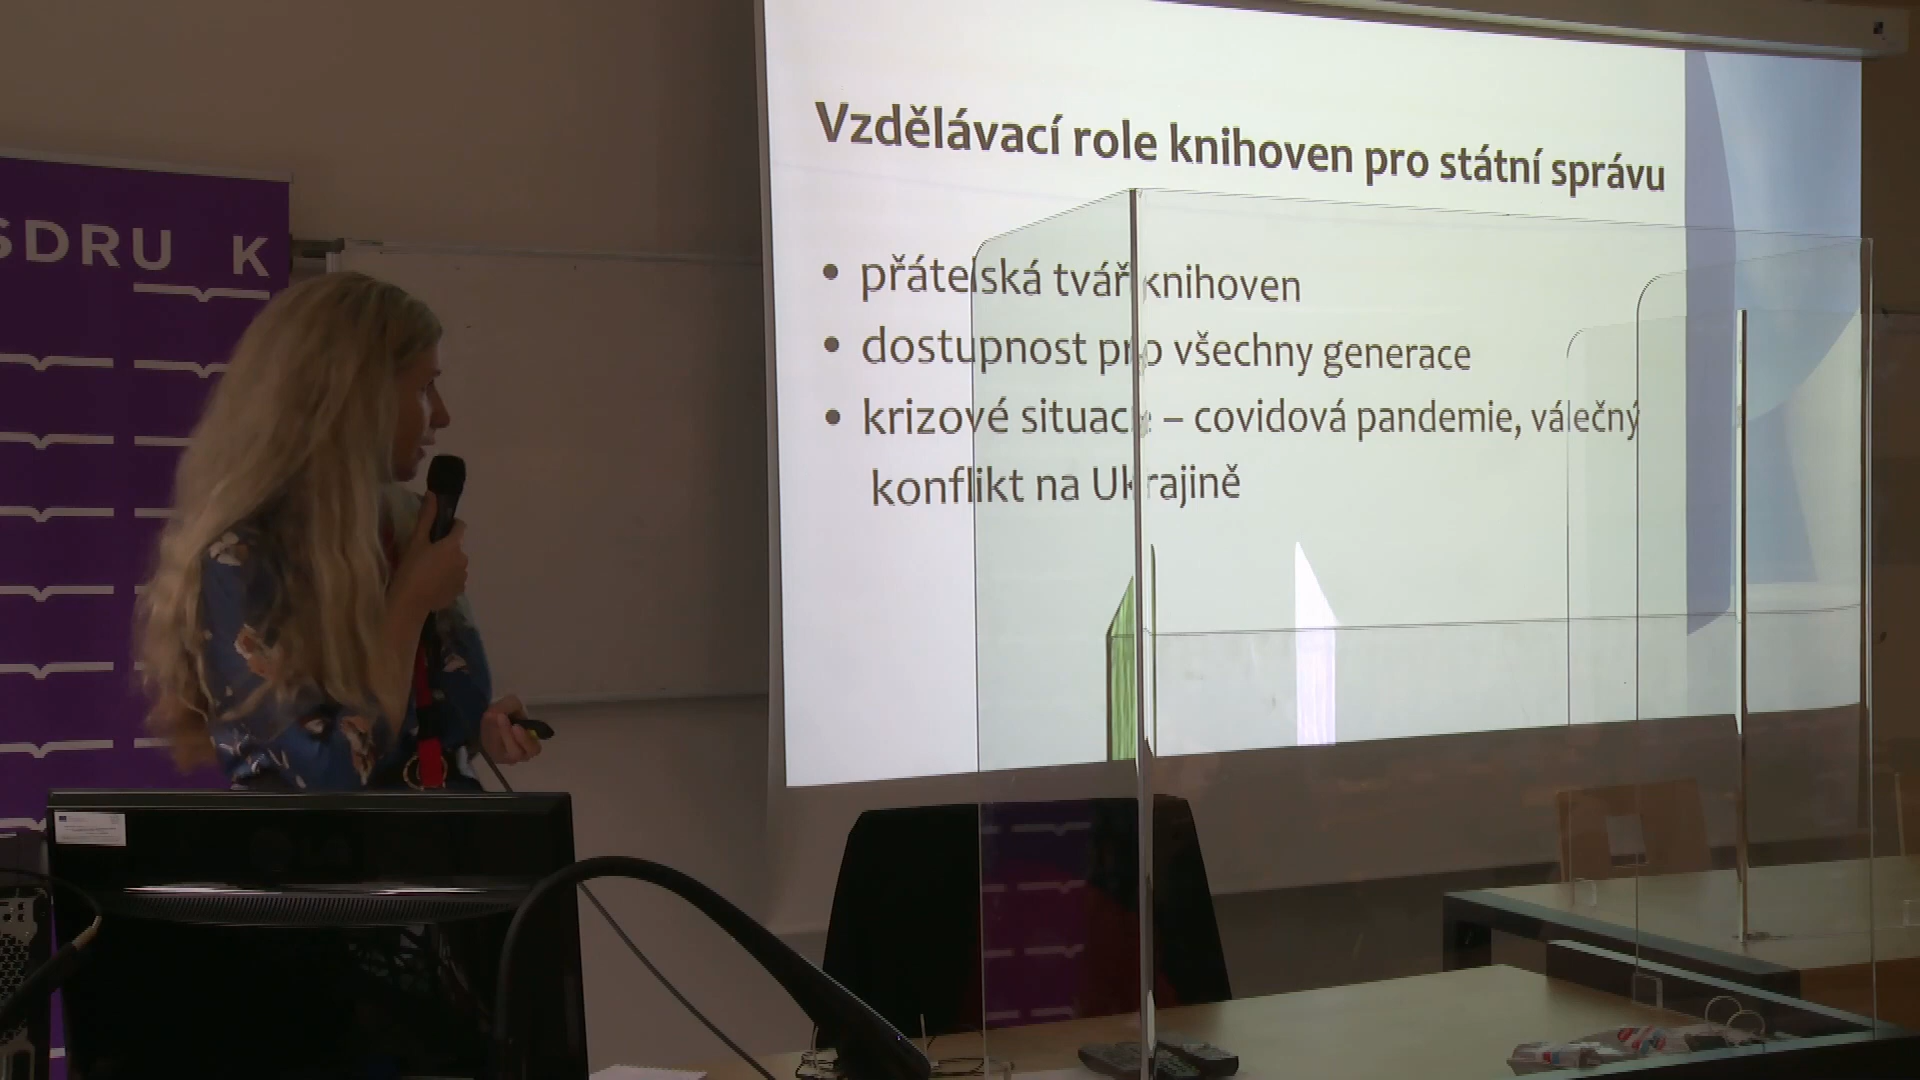 Vzdělávací role knihoven pro státní správu
SDRU K
• přátelská tvář knihoven
• dostupnost pro všechny generace
• krizové situace – covidová pandemie, válečný
konflikt na Ukrajině